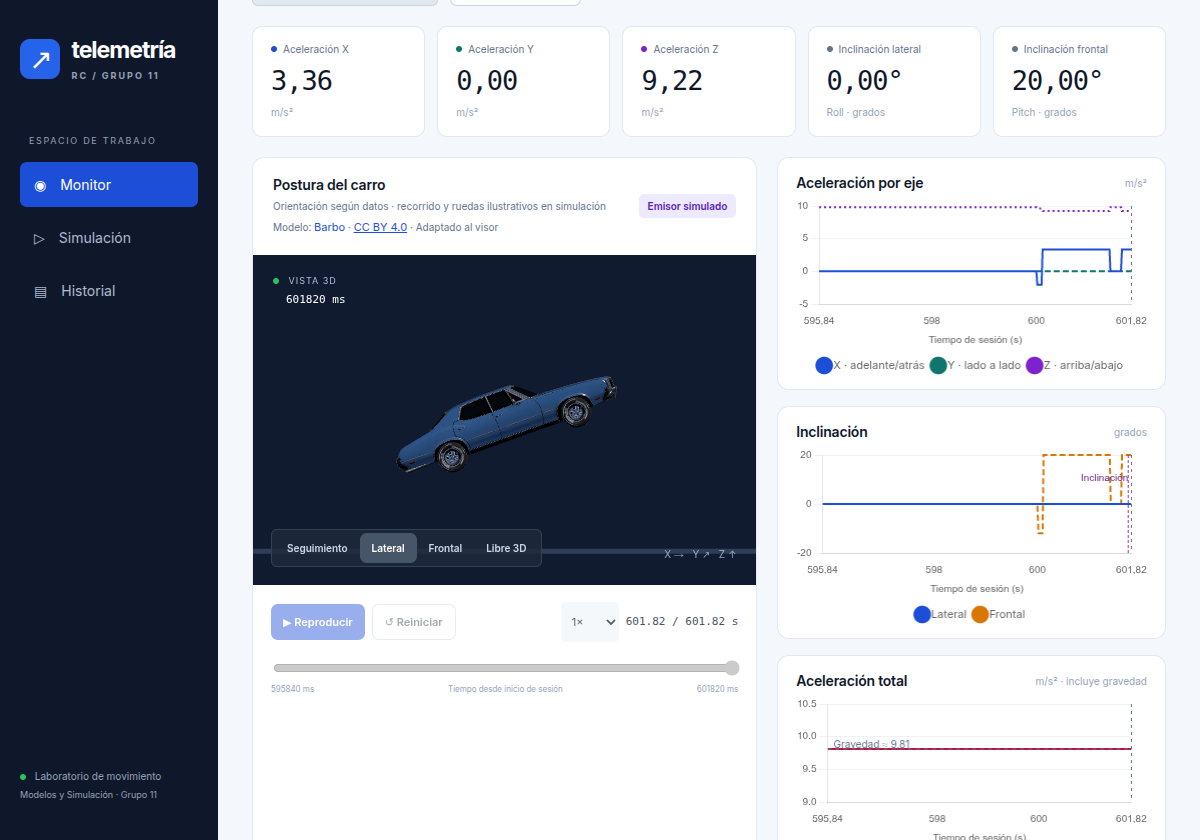 telemetría
RC / GRUPO 11
ESPACIO DE TRABAJO
Monitor
Simulación
Historial
Laboratorio de movimiento
Modelos y Simulación · Grupo 11
Aceleración X
3,36
m/s²
Aceleración Y
0,00
m/s²
Aceleración Z
9,22
m/s²
Inclinación lateral
0,00°
Roll · grados
Inclinación frontal
20,00°
Pitch · grados
Postura del carro
Orientación según datos · recorrido y ruedas ilustrativos en simulación
Modelo: Barbo · CC BY 4.0 · Adaptado al visor
Emisor simulado
VISTA 3D
601820 ms
Seguimiento Lateral Frontal Libre 3D
X→ Y↗ Z↑
▶ Reproducir ↺ Reiniciar 1× 601.82 / 601.82 s
595840 ms Tiempo desde inicio de sesión 601820 ms
Aceleración por eje m/s²
10
5
0
-5
595,84 598 600 601,82
Tiempo de sesión (s)
X · adelante/atrás Y · lado a lado Z · arriba/abajo
Inclinación grados
20
Inclinación
0
-20
595,84 598 600 601,82
Tiempo de sesión (s)
Lateral Frontal
Aceleración total m/s² · incluye gravedad
10.5
10.0
Gravedad ≈ 9.81
9.5
9.0
595,84 598 600 601,82
Tiempo de sesión (s)